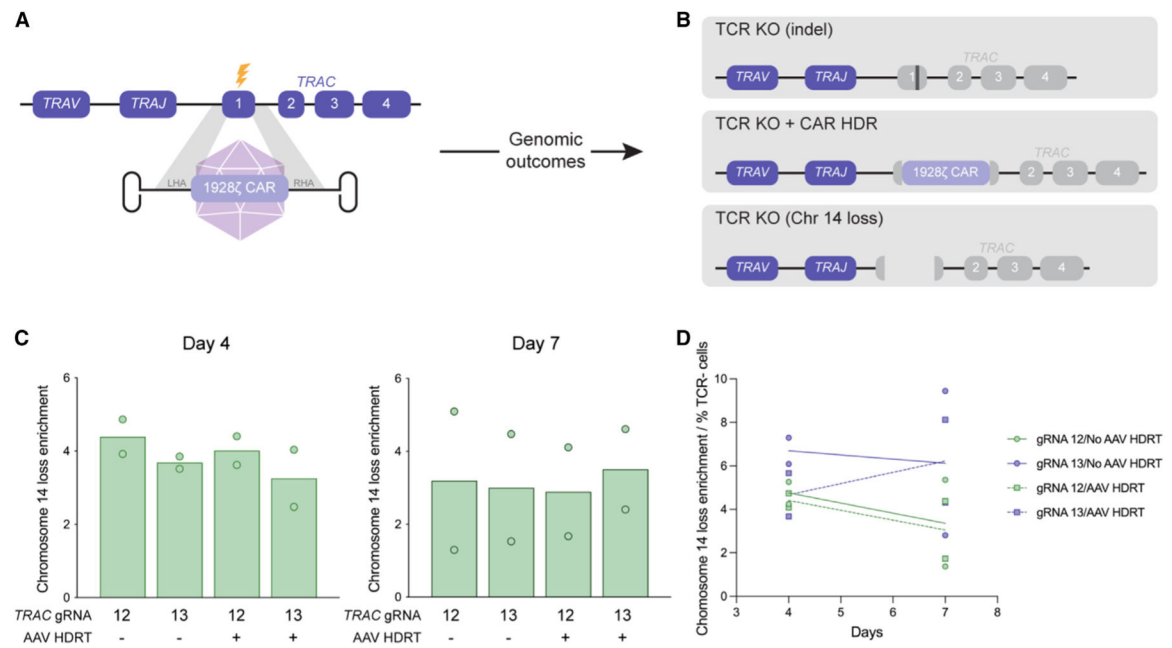 A
TRAC
TRAV
TRAJ
1
2
3
4
LHA
1928ζ CAR
RHA
Genomic
outcomes
B
TCR KO (indel)
TRAC
TRAV
TRAJ
1
2
3
4
TCR KO + CAR HDR
TRAC
TRAV
TRAJ
1928ζ CAR
2
3
4
TCR KO (Chr 14 loss)
TRAC
TRAV
TRAJ
2
3
4
C
Day 4
Chromosome 14 loss enrichment
6
4
2
0
TRAC gRNA 12 13 12 13
AAV HDRT - - + +
Day 7
Chromosome 14 loss enrichment
6
4
2
0
12 13 12 13
- - + +
D
Chomosome 14 loss enrichment / % TCR- cells
10
8
6
4
2
0
3 4 5 6 7 8
Days
gRNA 12/No AAV HDRT
gRNA 13/No AAV HDRT
gRNA 12/AAV HDRT
gRNA 13/AAV HDRT